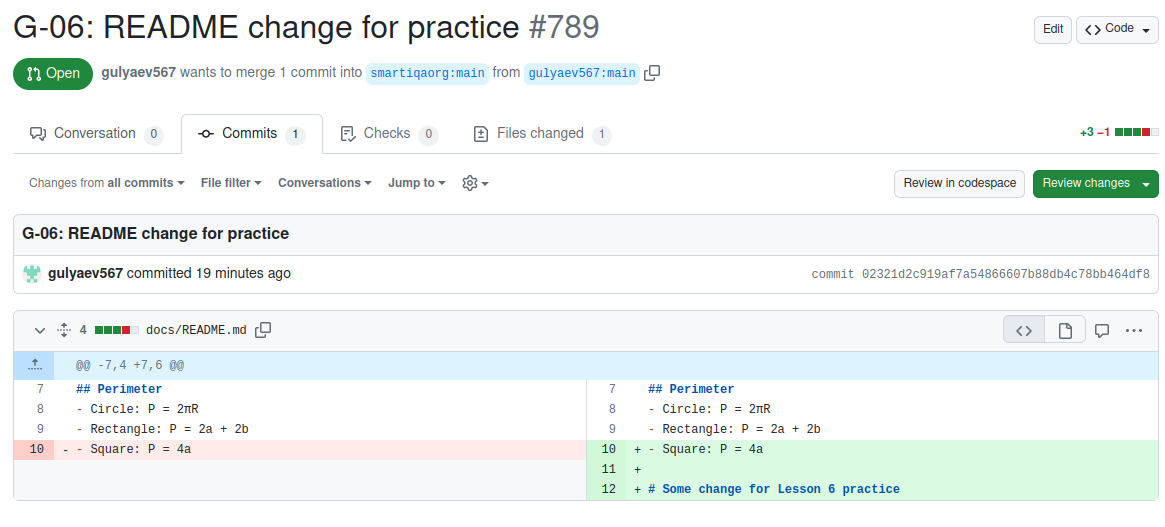 G-06: README change for practice #789
Edit
Code
Open
gulyaev567 wants to merge 1 commit into smartiqaorg:main from gulyaev567:main
Conversation 0
Commits 1
Checks 0
Files changed 1
+3 −1
Changes from all commits
File filter
Conversations
Jump to
Review in codespace
Review changes
G-06: README change for practice
gulyaev567 committed 19 minutes ago
commit 02321d2c919af7a54866607b88db4c78bb464df8
4 docs/README.md
@@ -7,4 +7,6 @@
7 ## Perimeter
8 - Circle: P = 2πR
9 - Rectangle: P = 2a + 2b
10 - - Square: P = 4a
7 ## Perimeter
8 - Circle: P = 2πR
9 - Rectangle: P = 2a + 2b
10 + - Square: P = 4a
11 +
12 + # Some change for Lesson 6 practice